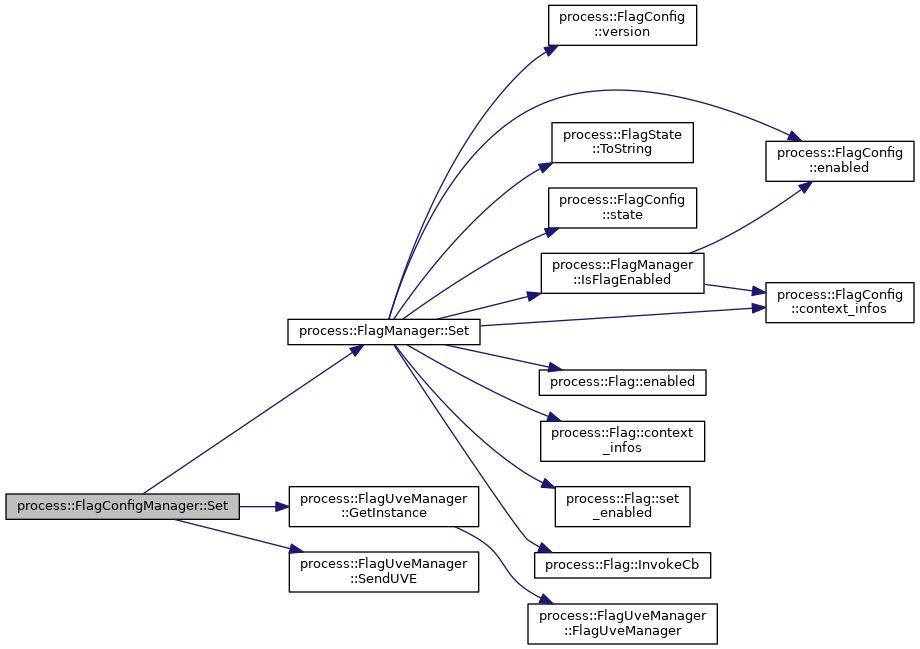 process::FlagConfig
::version
process::FlagState
::ToString
process::FlagConfig
::enabled
process::FlagConfig
::state
process::FlagManager
::IsFlagEnabled
process::FlagConfig
::context_infos
process::FlagManager::Set
process::Flag::enabled
process::Flag::context
_infos
process::FlagConfigManager::Set
process::FlagUveManager
::GetInstance
process::Flag::set
_enabled
process::FlagUveManager
::SendUVE
process::Flag::InvokeCb
process::FlagUveManager
::FlagUveManager